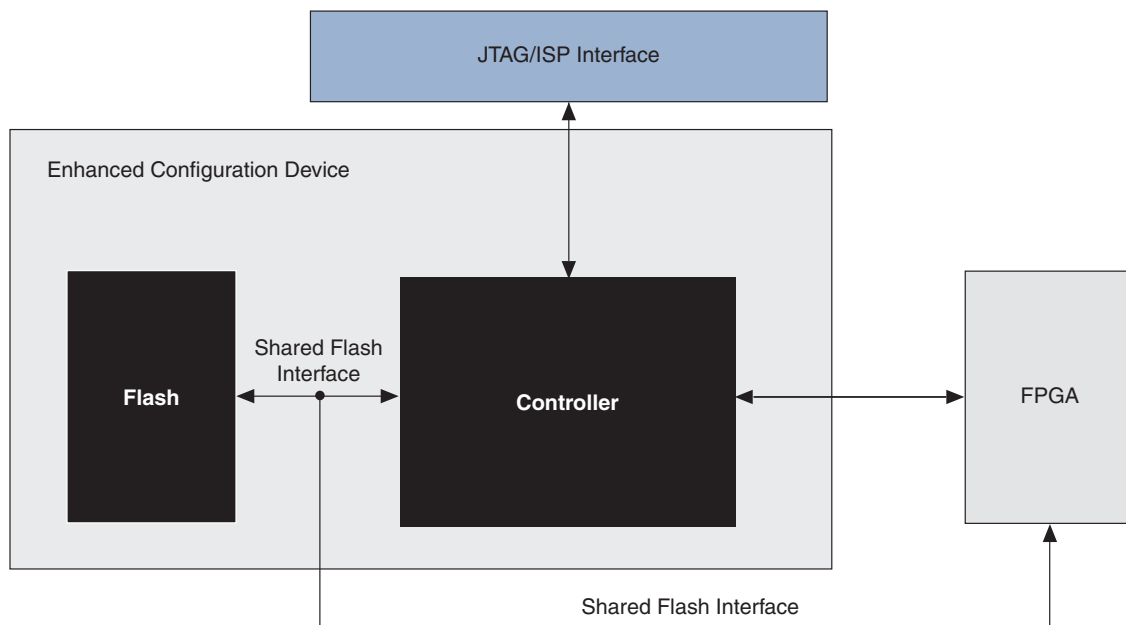 JTAG/ISP Interface
Enhanced Configuration Device
Shared Flash
Interface
Flash
Controller
FPGA
Shared Flash Interface